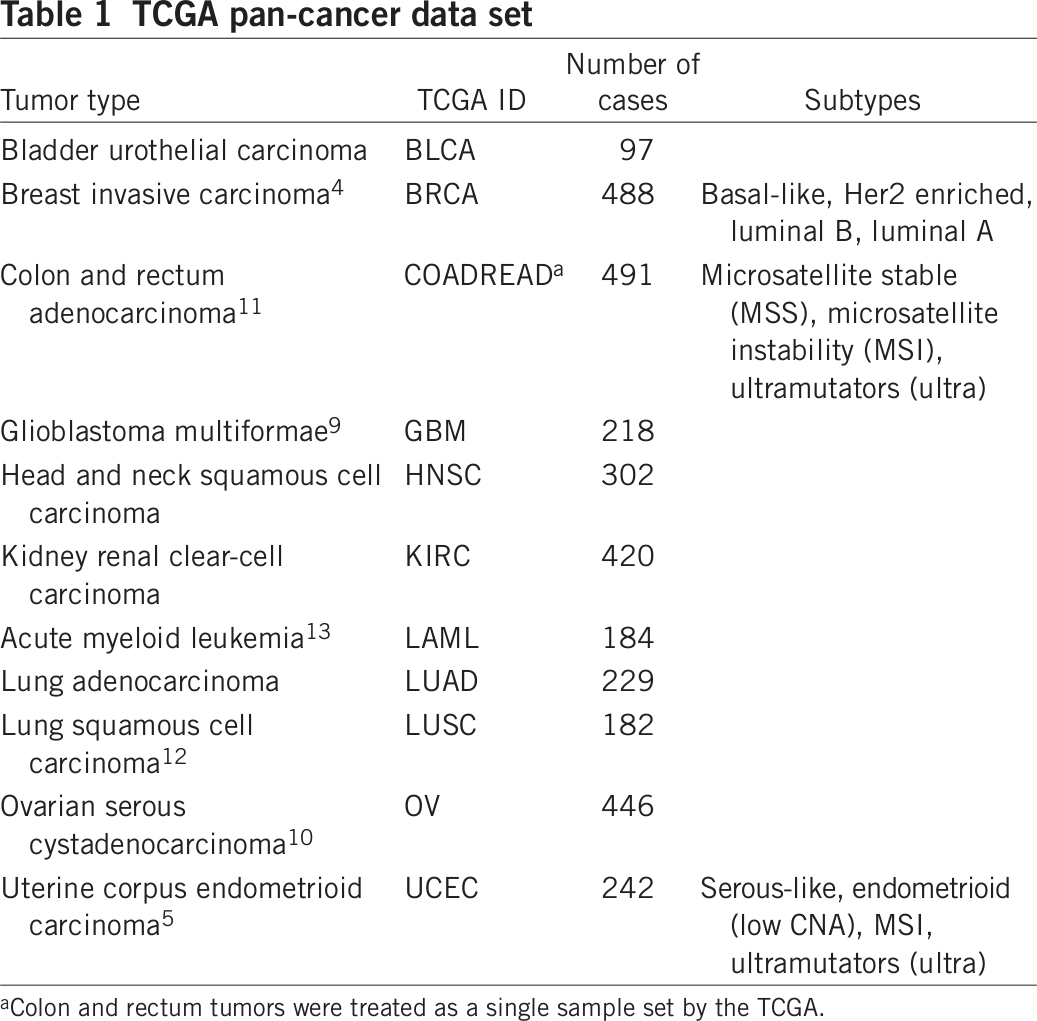 Table 1 TCGA pan-cancer data set
Number of
Tumor type TCGA ID cases Subtypes
Bladder urothelial carcinoma BLCA 97
Breast invasive carcinoma4 BRCA 488 Basal-like, Her2 enriched,
luminal B, luminal A
Colon and rectum COADREADa 491 Microsatellite stable
adenocarcinoma11 (MSS), microsatellite
instability (MSI),
ultramutators (ultra)
Glioblastoma multiformae9 GBM 218
Head and neck squamous cell HNSC 302
carcinoma
Kidney renal clear-cell KIRC 420
carcinoma
Acute myeloid leukemia13 LAML 184
Lung adenocarcinoma LUAD 229
Lung squamous cell LUSC 182
carcinoma12
Ovarian serous OV 446
cystadenocarcinoma10
Uterine corpus endometrioid UCEC 242 Serous-like, endometrioid
carcinoma5 (low CNA), MSI,
ultramutators (ultra)
aColon and rectum tumors were treated as a single sample set by the TCGA.